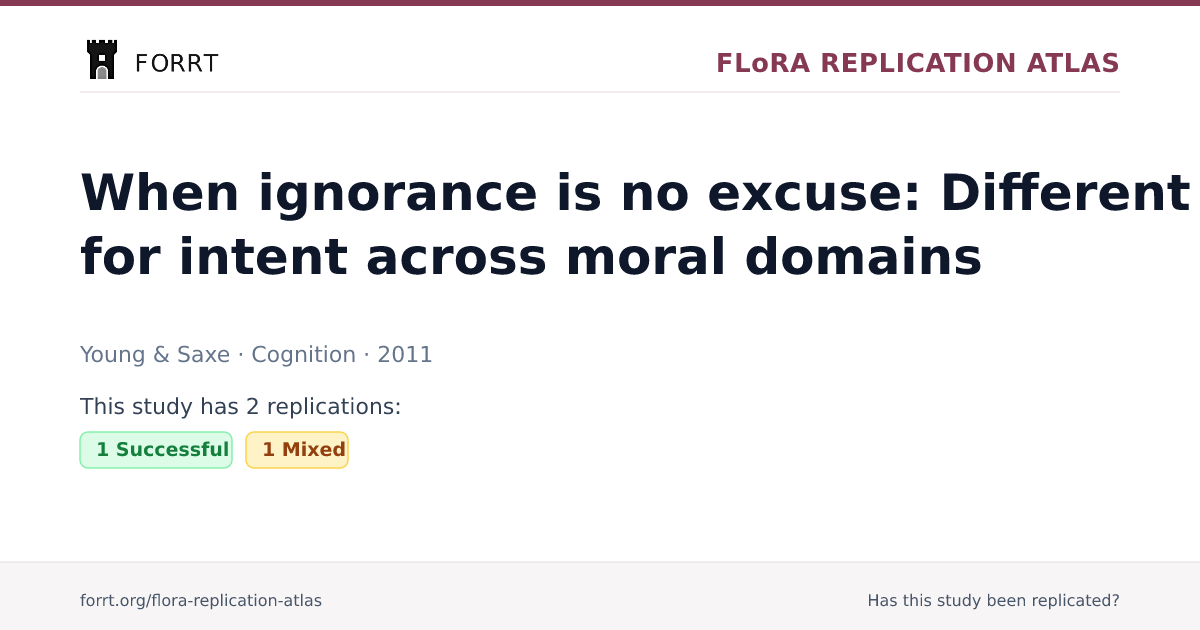 FORRT
FLoRA REPLICATION ATLAS
When ignorance is no excuse: Different
for intent across moral domains
Young & Saxe · Cognition · 2011
This study has 2 replications:
1 Successful
1 Mixed
forrt.org/flora-replication-atlas
Has this study been replicated?